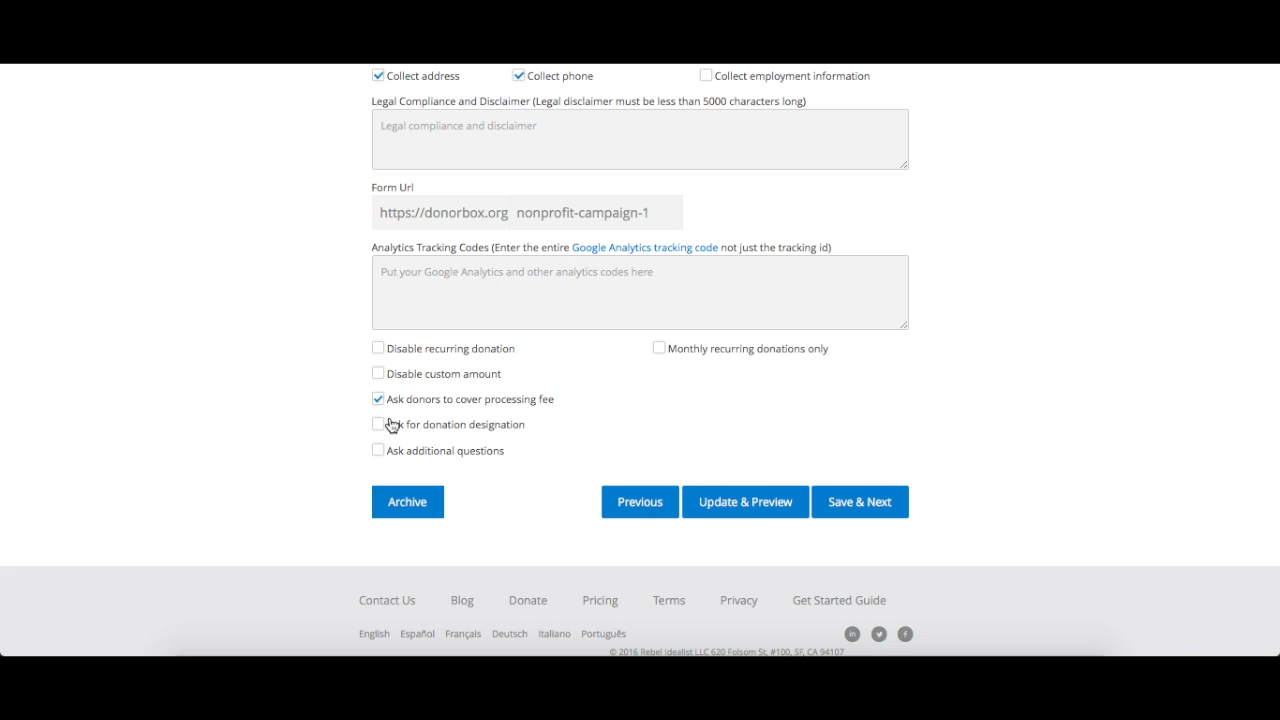 Collect address Collect phone Collect employment information
Legal Compliance and Disclaimer (Legal disclaimer must be less than 5000 characters long)
Legal compliance and disclaimer
Form Url
https://donorbox.org nonprofit-campaign-1
Analytics Tracking Codes (Enter the entire Google Analytics tracking code not just the tracking id)
Put your Google Analytics and other analytics codes here
Disable recurring donation Monthly recurring donations only
Disable custom amount
Ask donors to cover processing fee
for donation designation
Ask additional questions
Archive Previous Update & Preview Save & Next
Contact Us Blog Donate Pricing Terms Privacy Get Started Guide
English Español Français Deutsch Italiano Português
© 2016 Rebel Idealist LLC 620 Folsom St, #100, SF, CA 94107